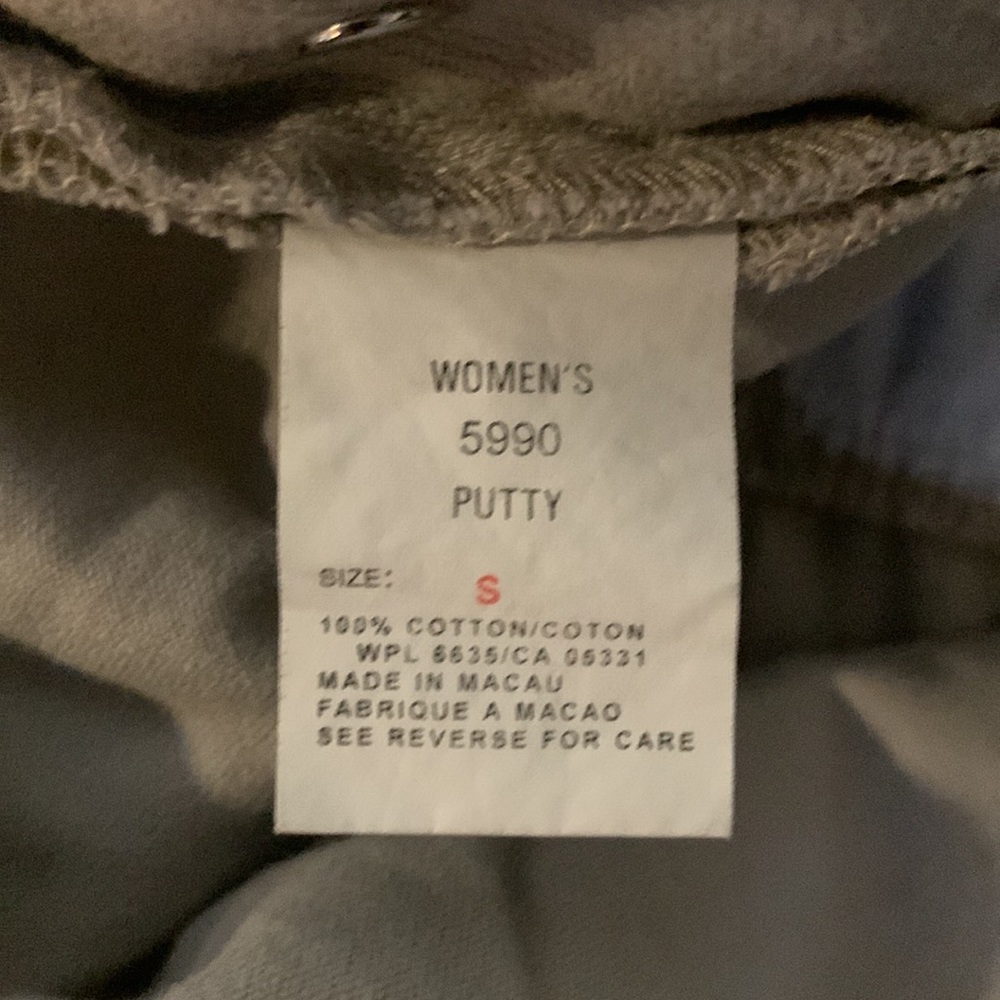 WOMEN'S
5990
PUTTY
SIZE: S
100% COTTON/COTON
WPL 6635/CA 05331
MADE IN MACAU
FABRIQUE A MACAO
SEE REVERSE FOR CARE